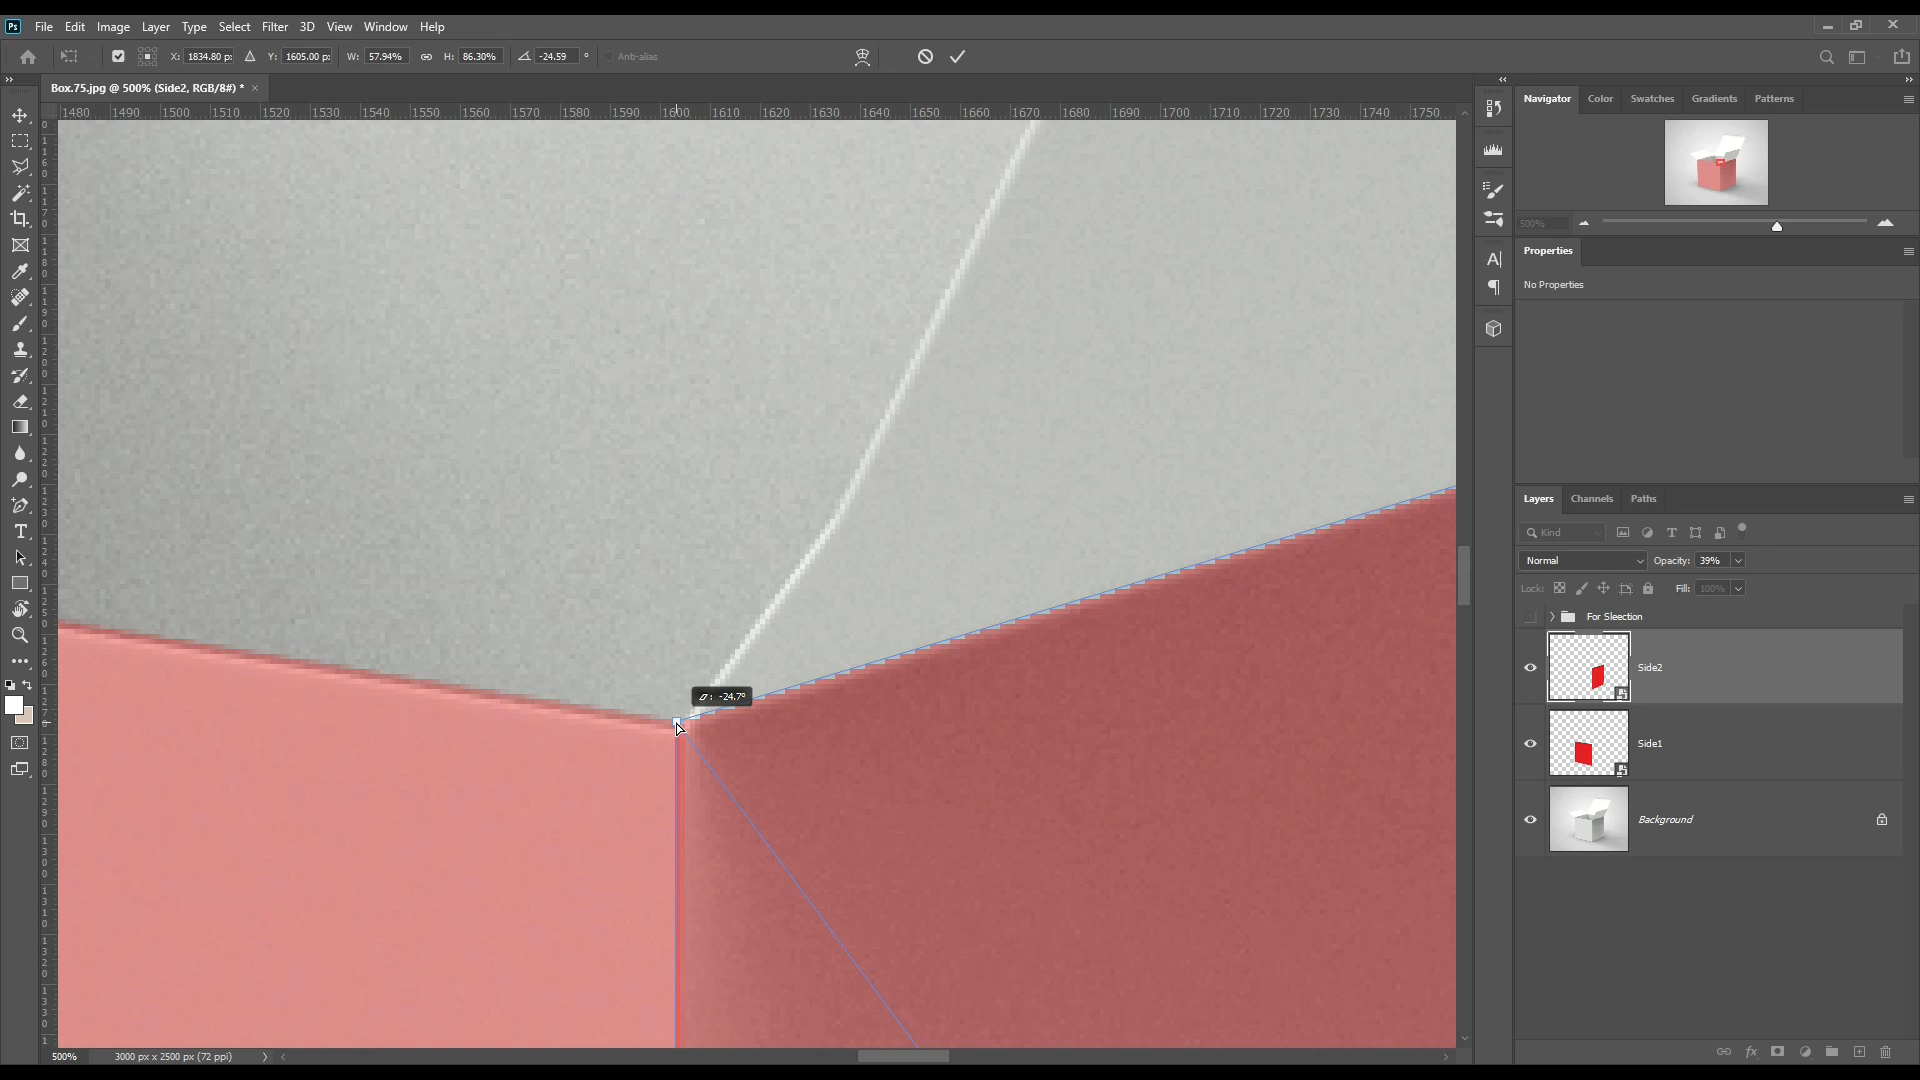 Ps File Edit Image Layer Type Select Filter 3D View Window Help
X: 1834.80 p: Y: 1605.00 p: W: 57.94% H: 86.30% -24.59 ° Anti-alias
Box.75.jpg @ 500% (Side2, RGB/8#) * ×
1480 1490 1500 1510 1520 1530 1540 1550 1560 1570 1580 1590 1600 1610 1620 1630 1640 1650 1660 1670 1680 1690 1700 1710 1720 1730 1740 1750
Navigator Color Swatches Gradients Patterns
500%
Properties
No Properties
Layers Channels Paths
Kind
Normal Opacity: 39%
Lock: Fill: 100%
For Sleection
Side2
Side1
Background
-24.7°
500% 3000 px x 2500 px (72 ppi)